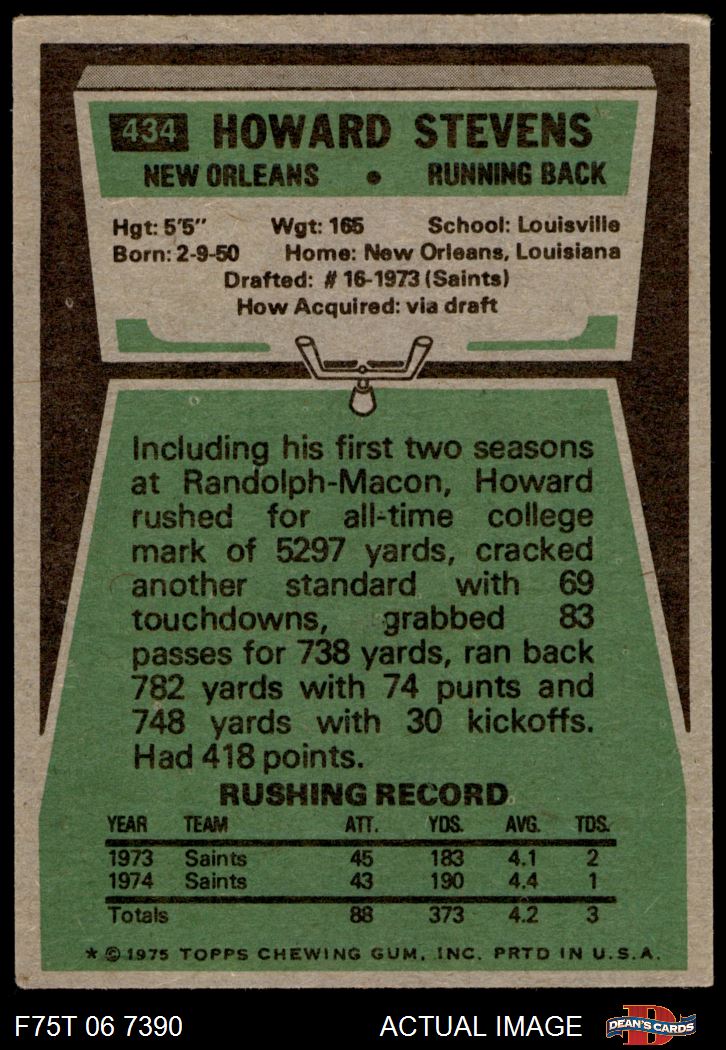 434 HOWARD STEVENS
NEW ORLEANS • RUNNING BACK
Hgt: 5'5" Wgt: 165 School: Louisville
Born: 2-9-50 Home: New Orleans, Louisiana
Drafted: # 16-1973 (Saints)
How Acquired: via draft
Including his first two seasons
at Randolph-Macon, Howard
rushed for all-time college
mark of 5297 yards, cracked
another standard with 69
touchdowns, grabbed 83
passes for 738 yards, ran back
782 yards with 74 punts and
748 yards with 30 kickoffs.
Had 418 points.
RUSHING RECORD
YEAR TEAM ATT. YDS. AVG. TDS.
1973 Saints 45 183 4.1 2
1974 Saints 43 190 4.4 1
Totals 88 373 4.2 3
* © 1975 TOPPS CHEWING GUM, INC. PRTD IN U.S.A.
F75T 06 7390 ACTUAL IMAGE D DEAN'S CARDS